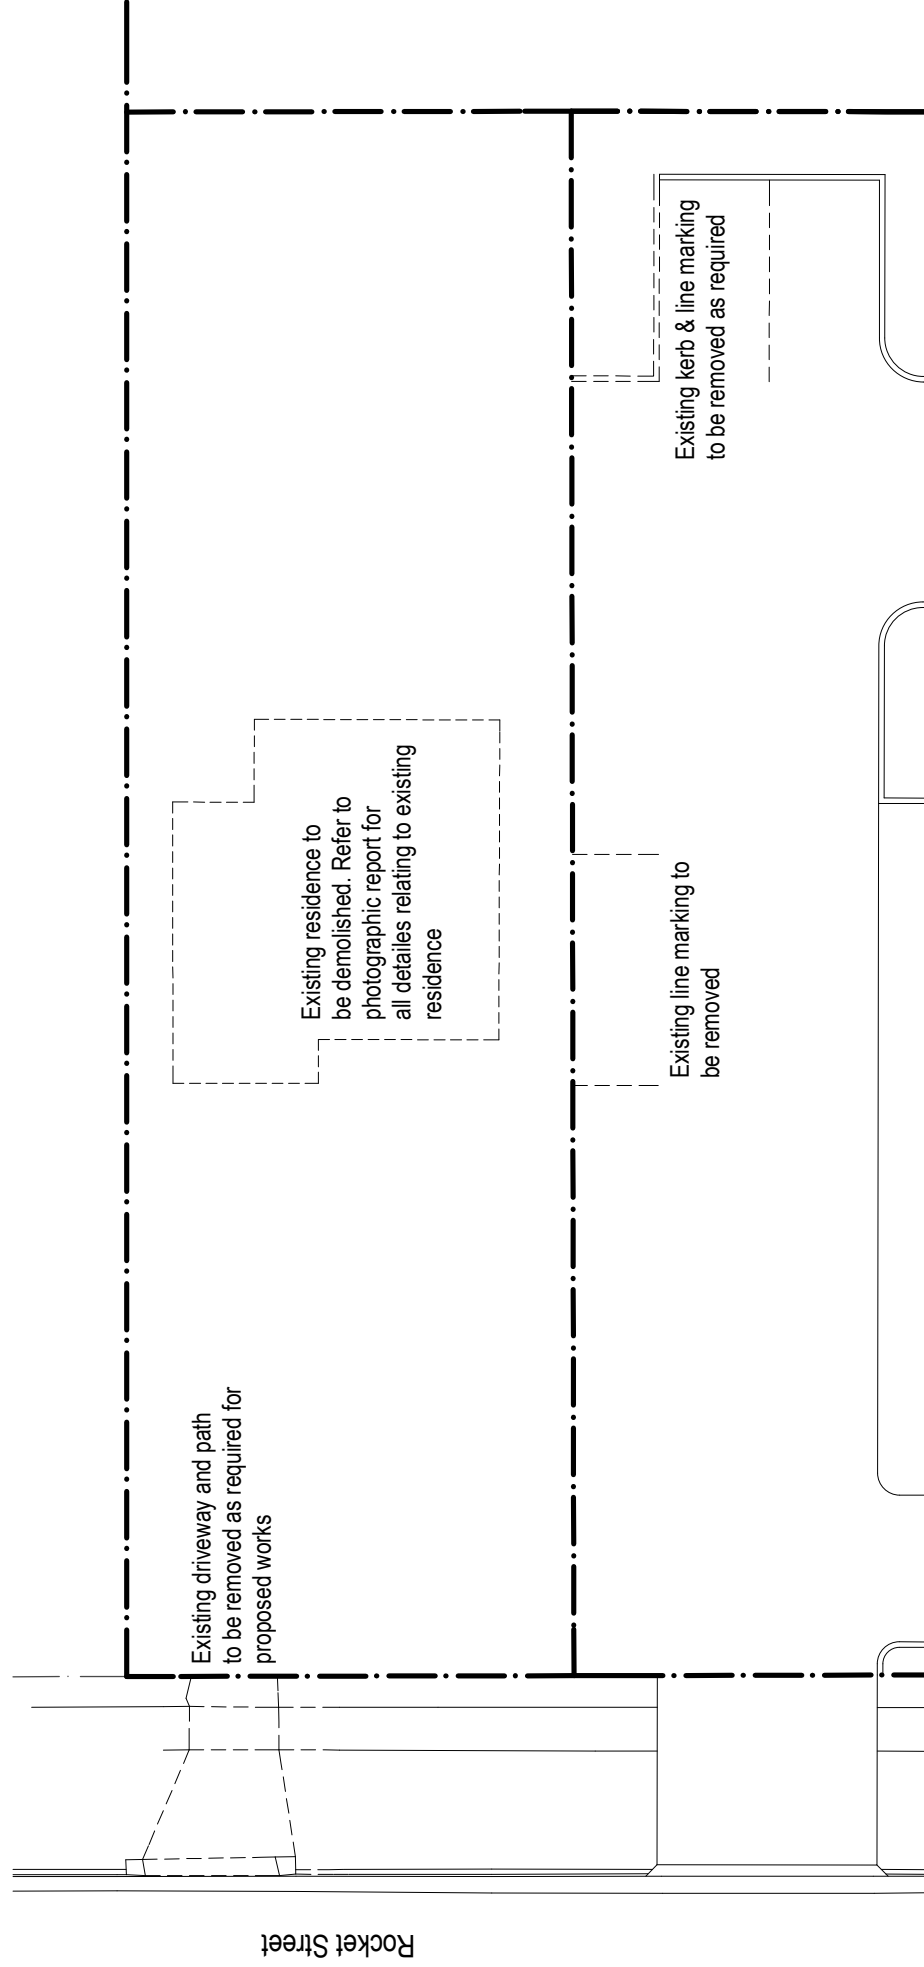 Existing kerb & line marking
to be removed as required
Existing residence to
be demolished. Refer to
photographic report for
all detailes relating to existing
residence
Existing line marking to
be removed
Existing driveway and path
to be removed as required for
proposed works
Rocket Street